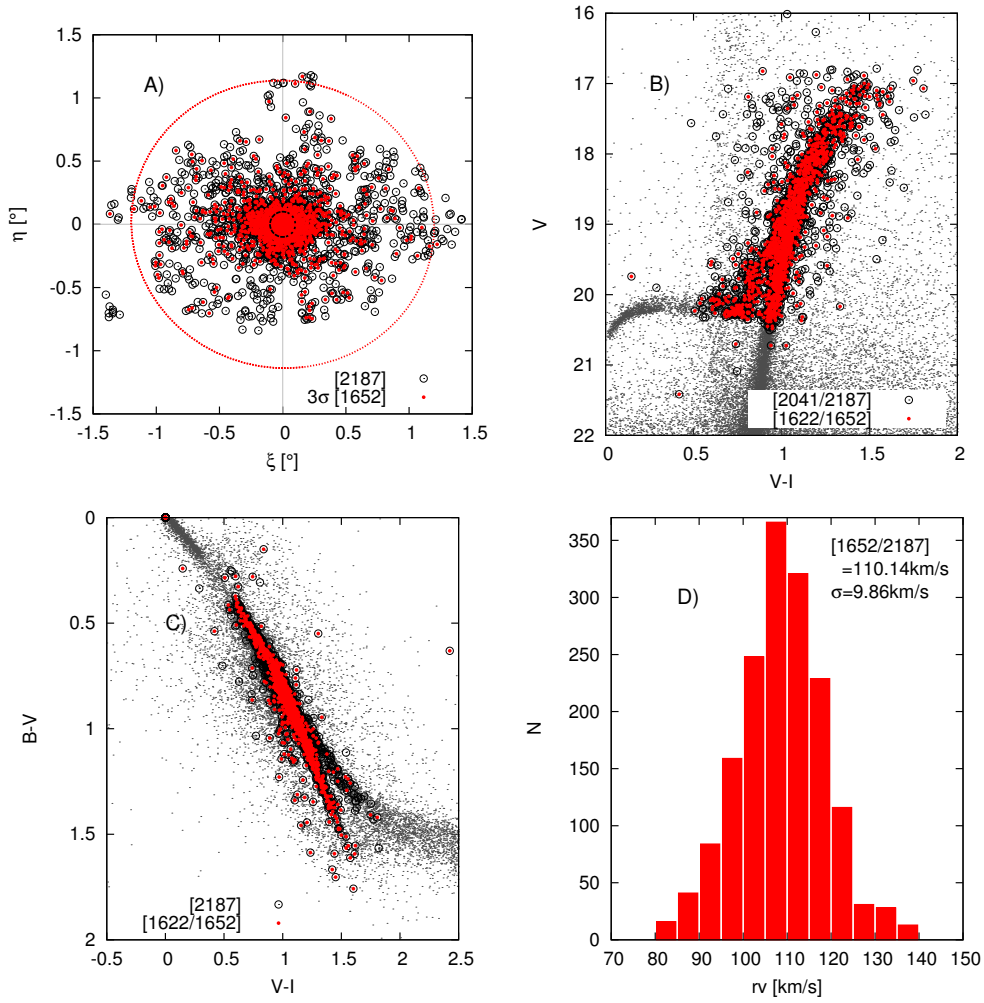 1.5
1
0.5
0
-0.5
-1
-1.5
η [°]
A)
[2187]
3σ [1652]
-1.5 -1 -0.5 0 0.5 1 1.5
ξ [°]
16
17
18
19
20
21
22
V
B)
[2041/2187]
[1622/1652]
0 0.5 1 1.5 2
V-I
0
0.5
1
1.5
2
B-V
C)
[2187]
[1622/1652]
-0.5 0 0.5 1 1.5 2 2.5
V-I
350
300
250
200
150
100
50
0
N
D)
[1652/2187]
=110.14km/s
σ=9.86km/s
70 80 90 100 110 120 130 140 150
rv [km/s]